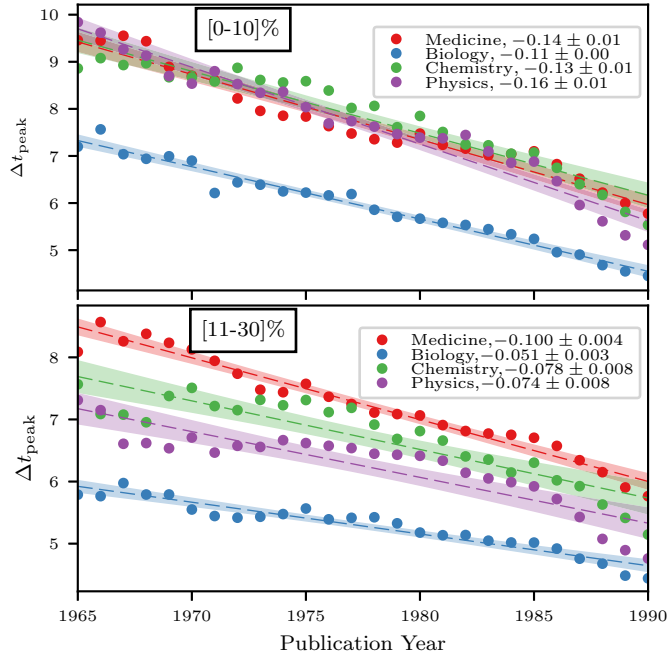 [0-10]%
Medicine, −0.14 ± 0.01
Biology, −0.11 ± 0.00
Chemistry, −0.13 ± 0.01
Physics, −0.16 ± 0.01
10
9
8
7
6
5
Δt_peak
[11-30]%
Medicine,−0.100 ± 0.004
Biology,−0.051 ± 0.003
Chemistry,−0.078 ± 0.008
Physics,−0.074 ± 0.008
8
7
6
5
Δt_peak
1965 1970 1975 1980 1985 1990
Publication Year